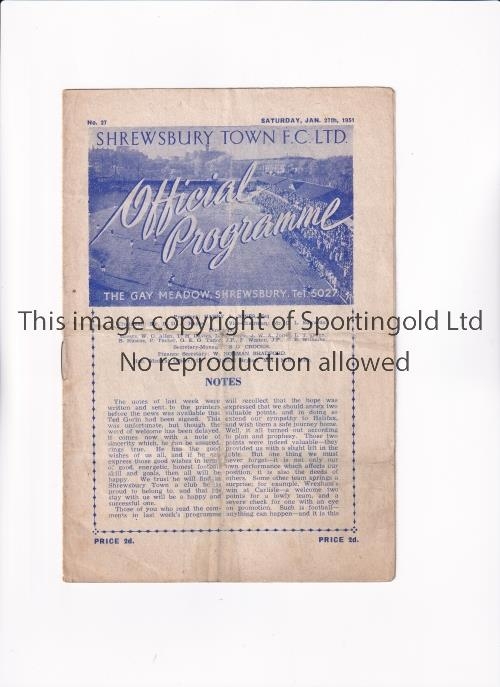 No. 27
SATURDAY, JAN. 27th, 1951
SHREWSBURY TOWN F.C. LTD.
Official
Programme
THE GAY MEADOW, SHREWSBURY. Tel. 5027
This image is copyright of Sportingold Ltd
No reproduction allowed
Finance Secretary: W. NORMAN BRADFORD.
NOTES
The notes of last week were
written and sent to the printers
before the news was available that
Ted Gorin had been signed. This
was unfortunate, but though the
word of welcome has been delayed,
it comes now with a note of
sincerity which, he can be assured,
rings true. He has the good
wishes of us all, and if he can
express those good wishes in terms
of good, energetic, honest football
skill and goals, then all will be
happy. We trust he will find in
Shrewsbury Town a club he is
proud to belong to, and that his
stay with us will be a happy and
successful one.
Those of you who read the com-
ments in last week's programme
will recollect that the hope was
expressed that we should annex two
valuable points, and in doing so
extend our sympathy to Halifax,
and wish them a safe journey home.
Well, it all turned out according
to plan and prophesy. Those two
points were indeed valuable—they
provided us with a slight lift in the
table. But one thing we must
never forget—it is not only our
own performance which affects our
position, it is also the deeds of
others. Some other team springs a
surprise; for example, Wrexham's
win at Carlisle—a welcome two
points for a lowly team, and a
severe check for one with an eye
on promotion. Such is football—
anything can happen—and it is this
PRICE 2d.
PRICE 2d.